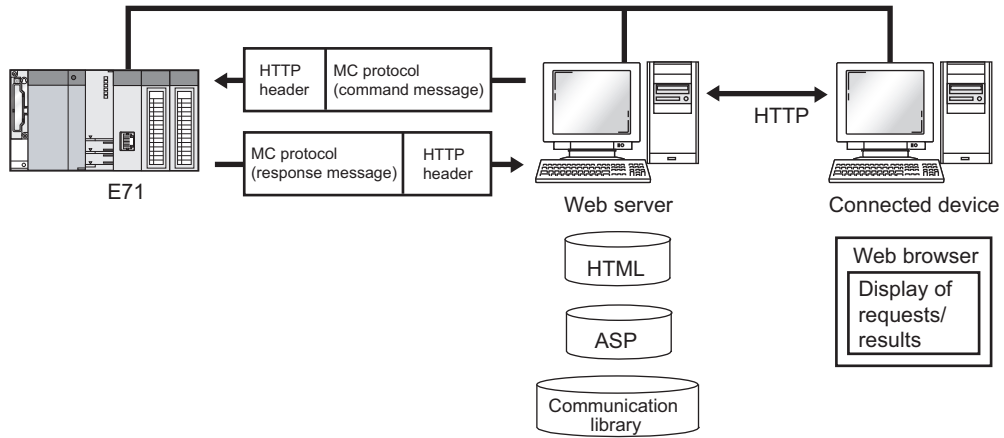 HTTP
header
MC protocol
(command message)
MC protocol
(response message)
HTTP
header
E71
HTTP
Web server
Connected device
HTML
ASP
Communication
library
Web browser
Display of
requests/
results